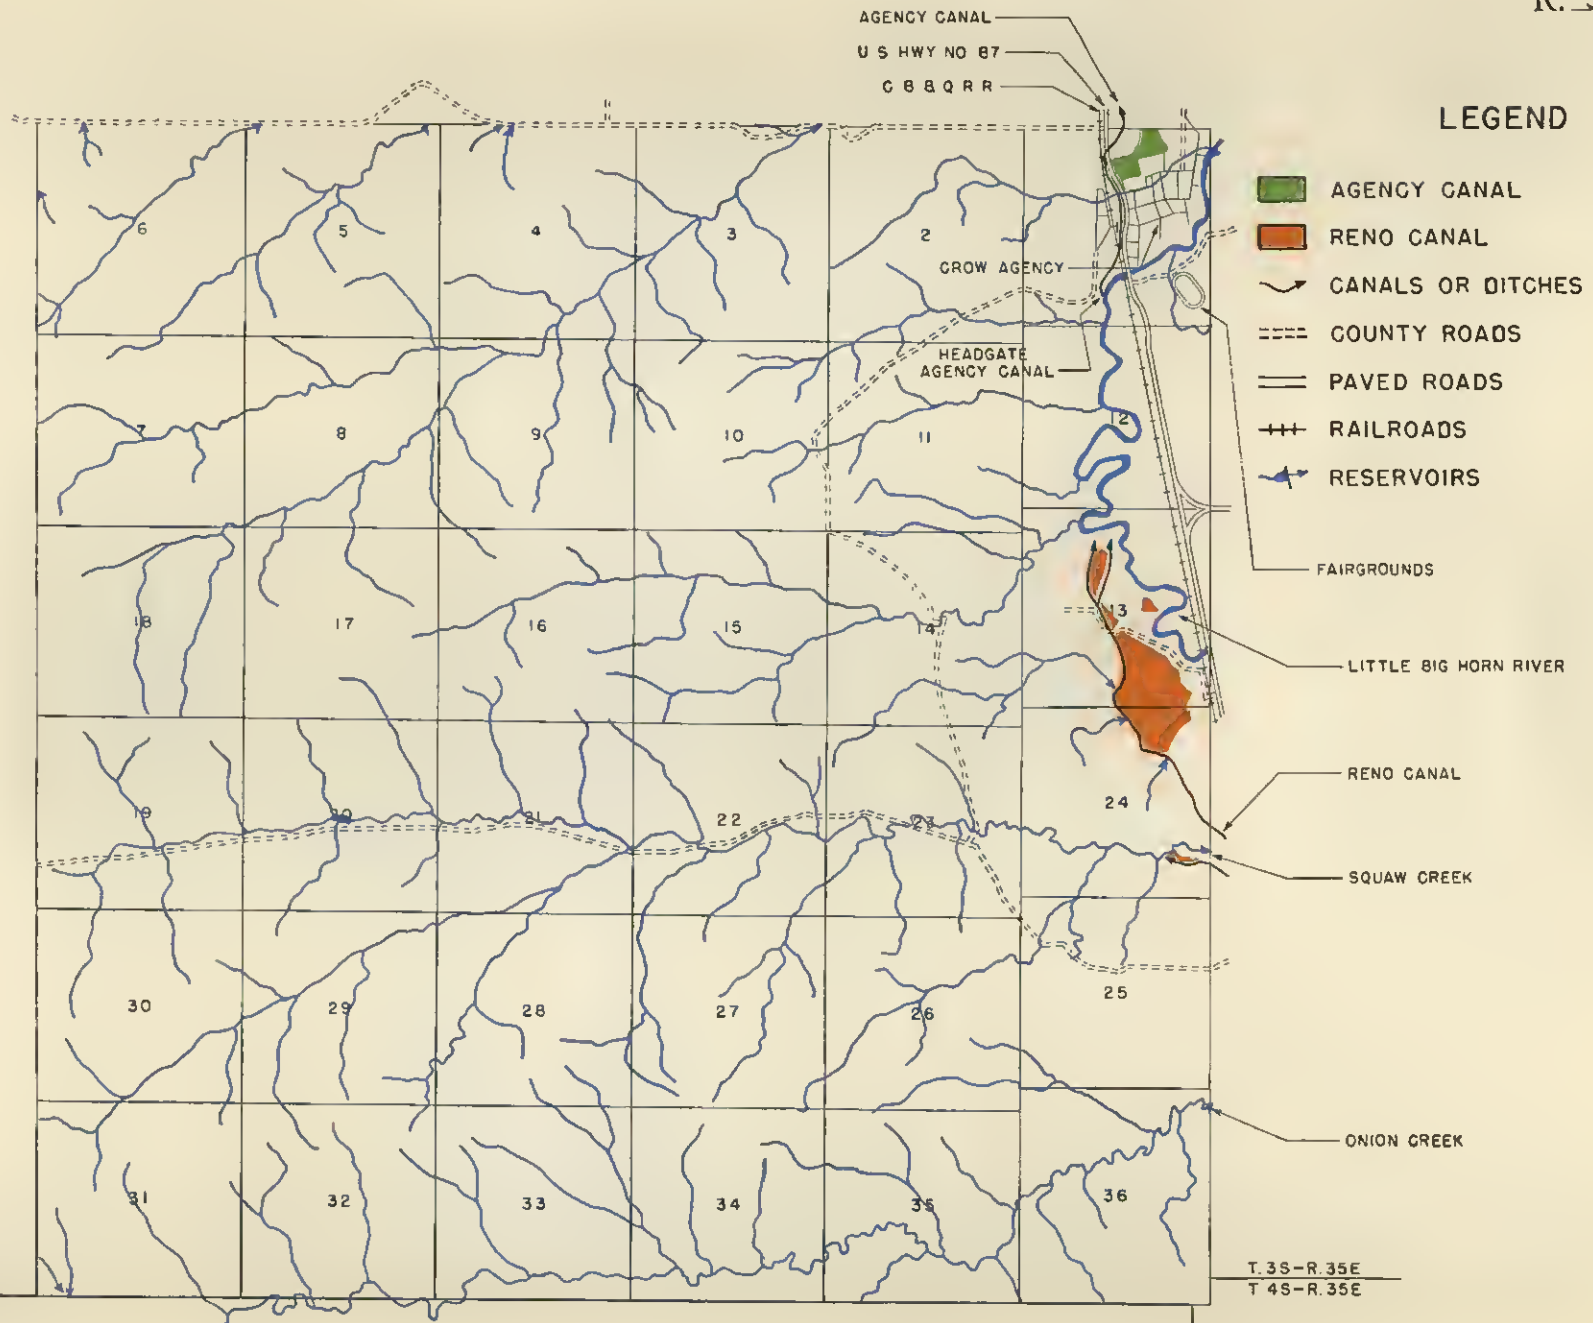 AGENCY CANAL
U S HWY NO 87
C B & Q R R
LEGEND
AGENCY CANAL
RENO CANAL
CANALS OR DITCHES
COUNTY ROADS
PAVED ROADS
RAILROADS
RESERVOIRS
6
5
4
3
2
CROW AGENCY
HEADGATE
AGENCY CANAL
7
8
9
10
11
12
FAIRGROUNDS
18
17
16
15
14
13
LITTLE BIG HORN RIVER
RENO CANAL
19
20
21
22
23
24
SQUAW CREEK
30
29
28
27
26
25
ONION CREEK
31
32
33
34
35
36
T. 3S-R. 35E
T 4S-R. 35E